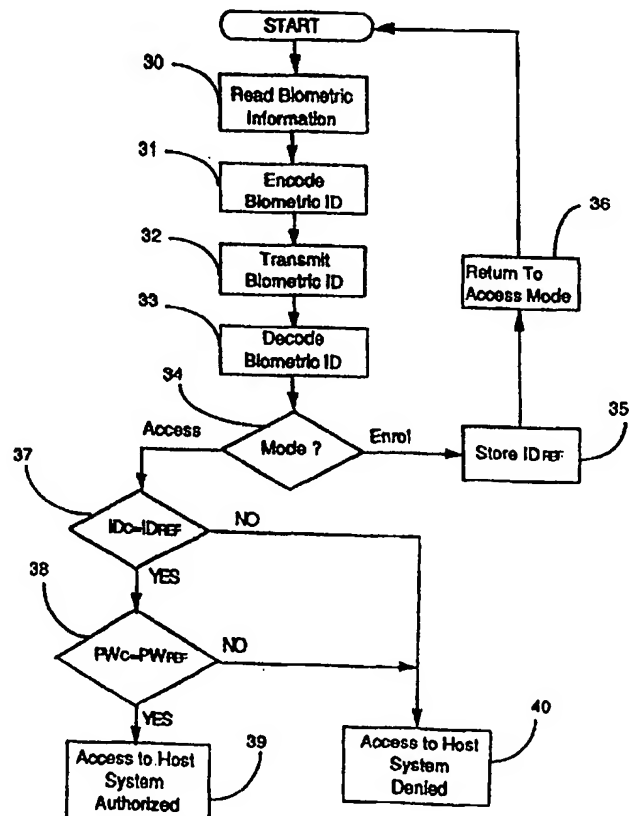 START
30
Read Biometric
Information
31
Encode
Biometric ID
32
Transmit
Biometric ID
36
Return To
Access Mode
33
Decode
Biometric ID
34
Mode ?
Access
Enrol
35
Store IDREF
37
IDC=IDREF
NO
YES
38
PWC=PWREF
NO
YES
39
Access to Host
System
Authorized
40
Access to Host
System
Denied